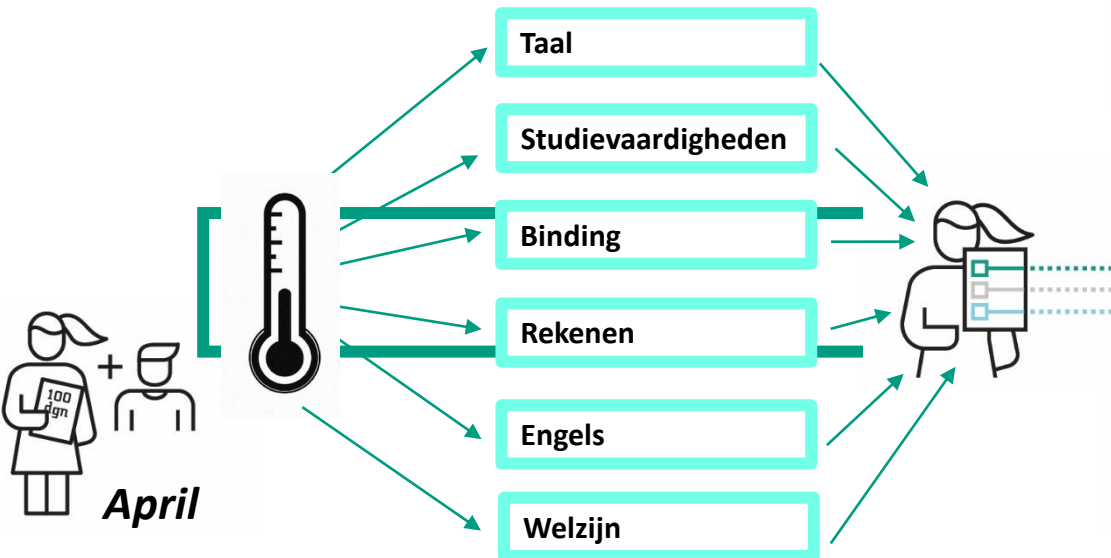 Taal
Studievaardigheden
Binding
Rekenen
Engels
Welzijn
+
100
dgn
April